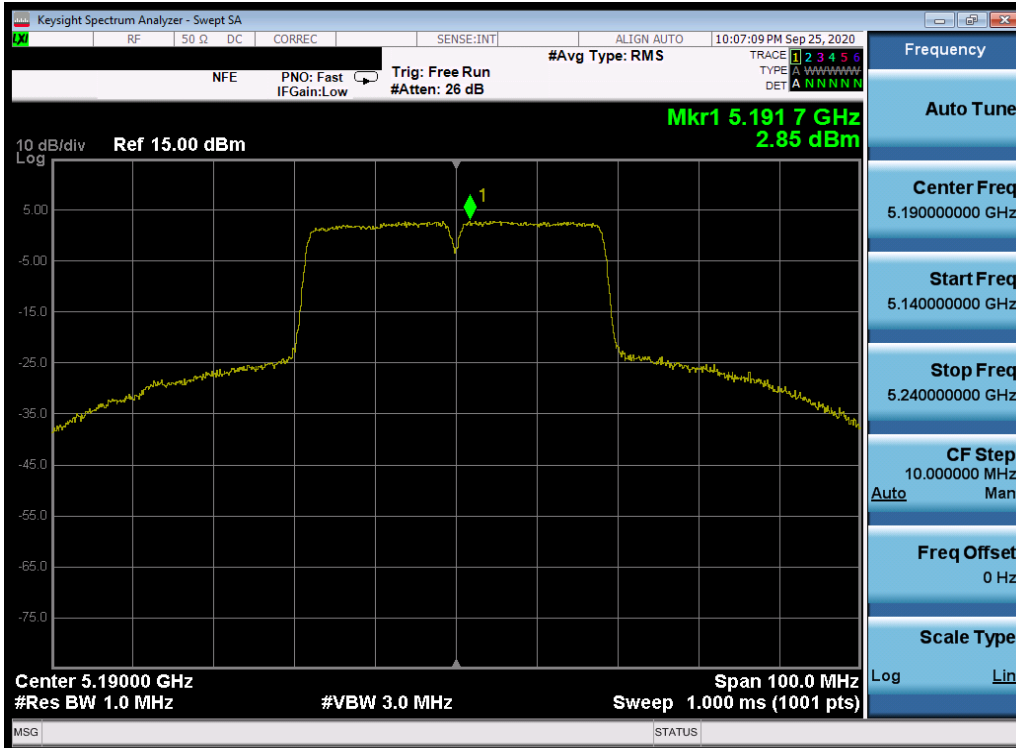 Keysight Spectrum Analyzer - Swept SA
LXI RF 50 Ω DC CORREC SENSE:INT ALIGN AUTO 10:07:09 PM Sep 25, 2020
NFE PNO: Fast IFGain:Low Trig: Free Run #Atten: 26 dB #Avg Type: RMS
TRACE 1 2 3 4 5 6
TYPE A WWWWW
DET A N N N N N
Mkr1 5.191 7 GHz
2.85 dBm
10 dB/div Ref 15.00 dBm
Log
1
5.00
-5.00
-15.0
-25.0
-35.0
-45.0
-55.0
-65.0
-75.0
Center 5.19000 GHz Span 100.0 MHz
#Res BW 1.0 MHz #VBW 3.0 MHz Sweep 1.000 ms (1001 pts)
MSG STATUS
Frequency
Auto Tune
Center Freq
5.190000000 GHz
Start Freq
5.140000000 GHz
Stop Freq
5.240000000 GHz
CF Step
10.000000 MHz
Auto Man
Freq Offset
0 Hz
Scale Type
Log Lin